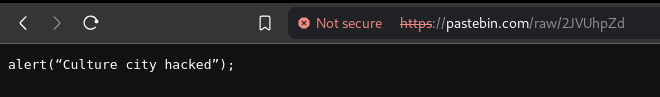 Not secure https://pastebin.com/raw/2JVUhpZd
alert(“Culture city hacked”);